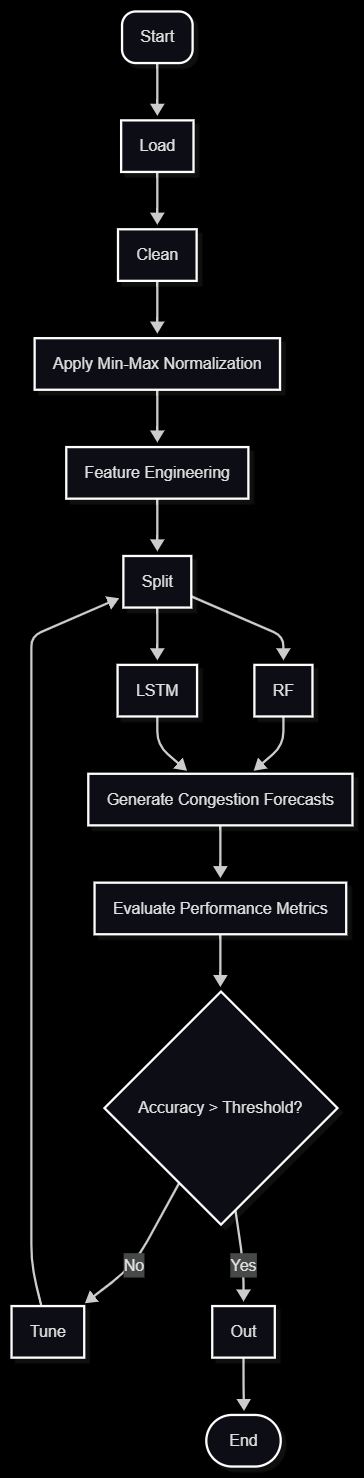 Start
Load
Clean
Apply Min-Max Normalization
Feature Engineering
Split
LSTM
RF
Generate Congestion Forecasts
Evaluate Performance Metrics
Accuracy > Threshold?
No
Yes
Tune
Out
End